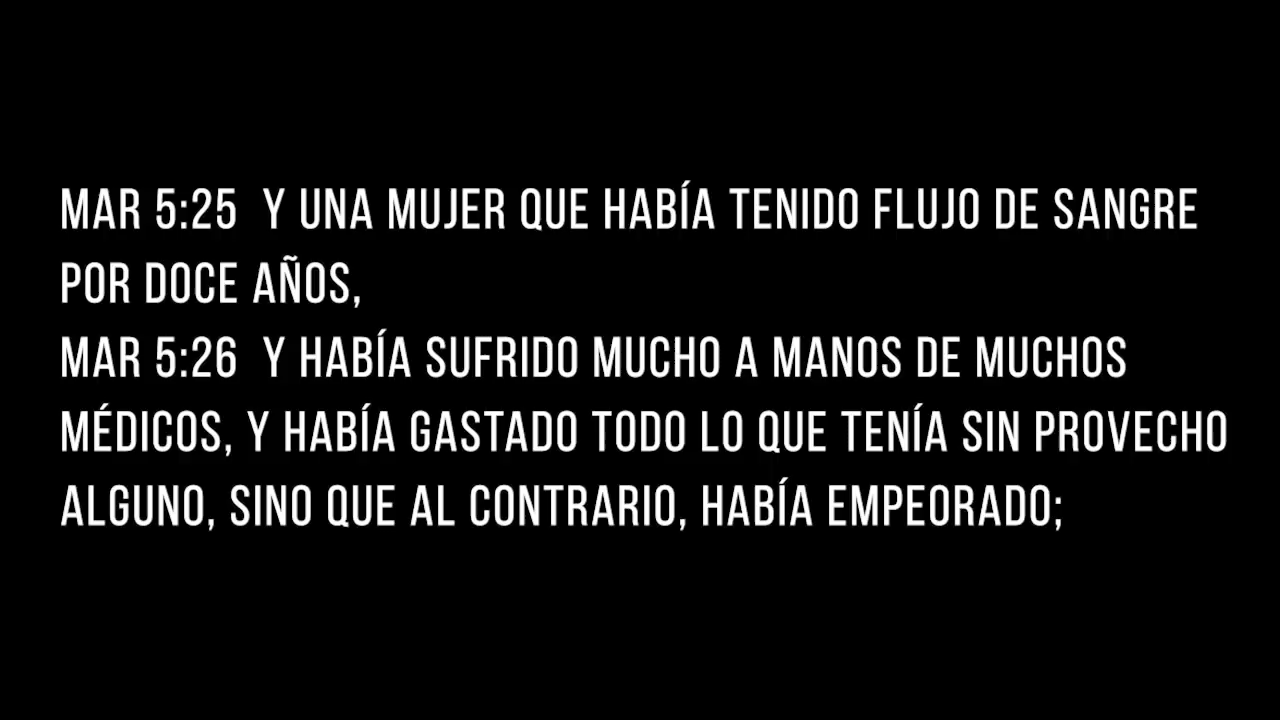 MAR 5:25  Y UNA MUJER QUE HABÍA TENIDO FLUJO DE SANGRE
POR DOCE AÑOS,
MAR 5:26  Y HABÍA SUFRIDO MUCHO A MANOS DE MUCHOS
MÉDICOS, Y HABÍA GASTADO TODO LO QUE TENÍA SIN PROVECHO
ALGUNO, SINO QUE AL CONTRARIO, HABÍA EMPEORADO;